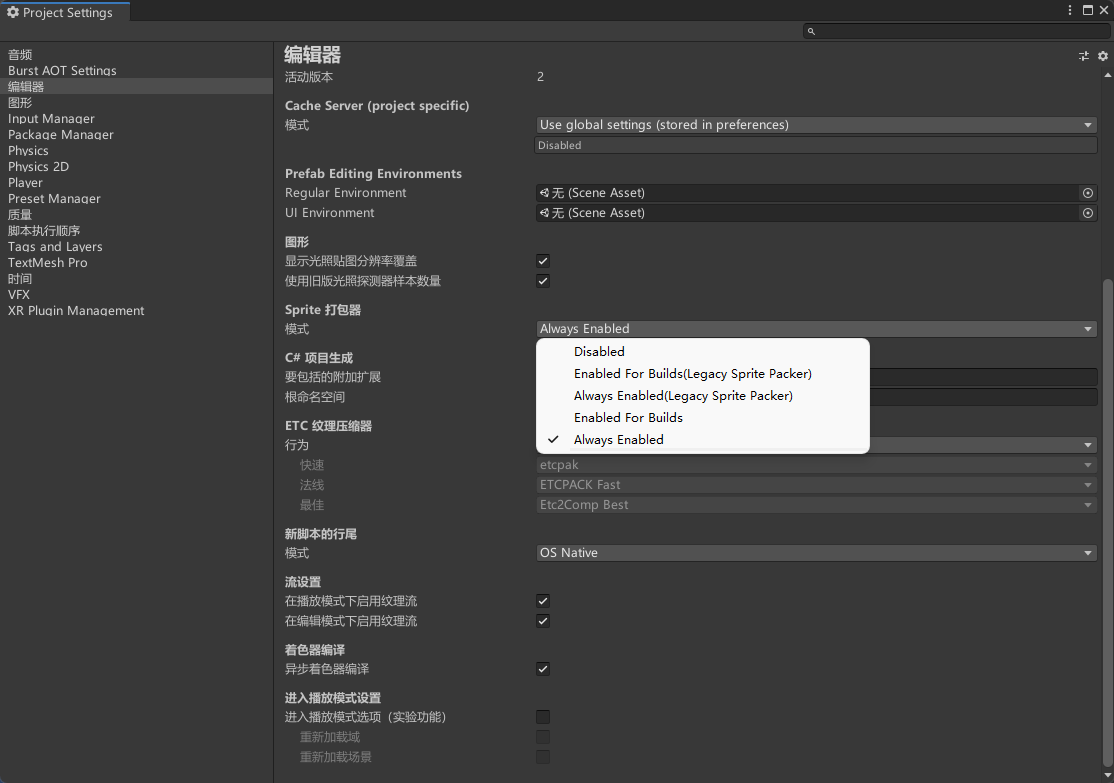 Project Settings
音频
Burst AOT Settings
编辑器
图形
Input Manager
Package Manager
Physics
Physics 2D
Player
Preset Manager
质量
脚本执行顺序
Tags and Layers
TextMesh Pro
时间
VFX
XR Plugin Management
编辑器
活动版本 2
Cache Server (project specific)
模式 Use global settings (stored in preferences)
Disabled
Prefab Editing Environments
Regular Environment 无 (Scene Asset)
UI Environment 无 (Scene Asset)
图形
显示光照贴图分辨率覆盖
使用旧版光照探测器样本数量
Sprite 打包器
模式 Always Enabled
Disabled
Enabled For Builds(Legacy Sprite Packer)
Always Enabled(Legacy Sprite Packer)
Enabled For Builds
Always Enabled
C# 项目生成
要包括的附加扩展
根命名空间
ETC 纹理压缩器
行为
快速 etcpak
法线 ETCPACK Fast
最佳 Etc2Comp Best
新脚本的行尾
模式 OS Native
流设置
在播放模式下启用纹理流
在编辑模式下启用纹理流
着色器编译
异步着色器编译
进入播放模式设置
进入播放模式选项（实验功能）
重新加载域
重新加载场景